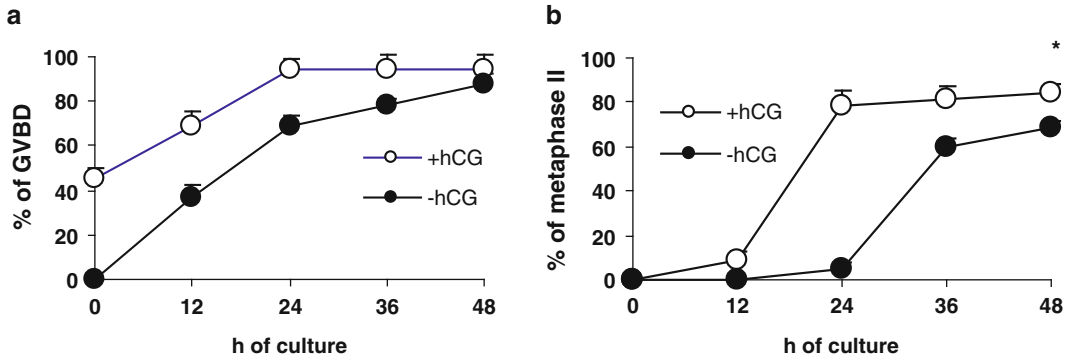 a
% of GVBD
100
80
60
40
20
0
+hCG
-hCG
0 12 24 36 48
h of culture
b
*
% of metaphase II
100
80
60
40
20
0
+hCG
-hCG
0 12 24 36 48
h of culture